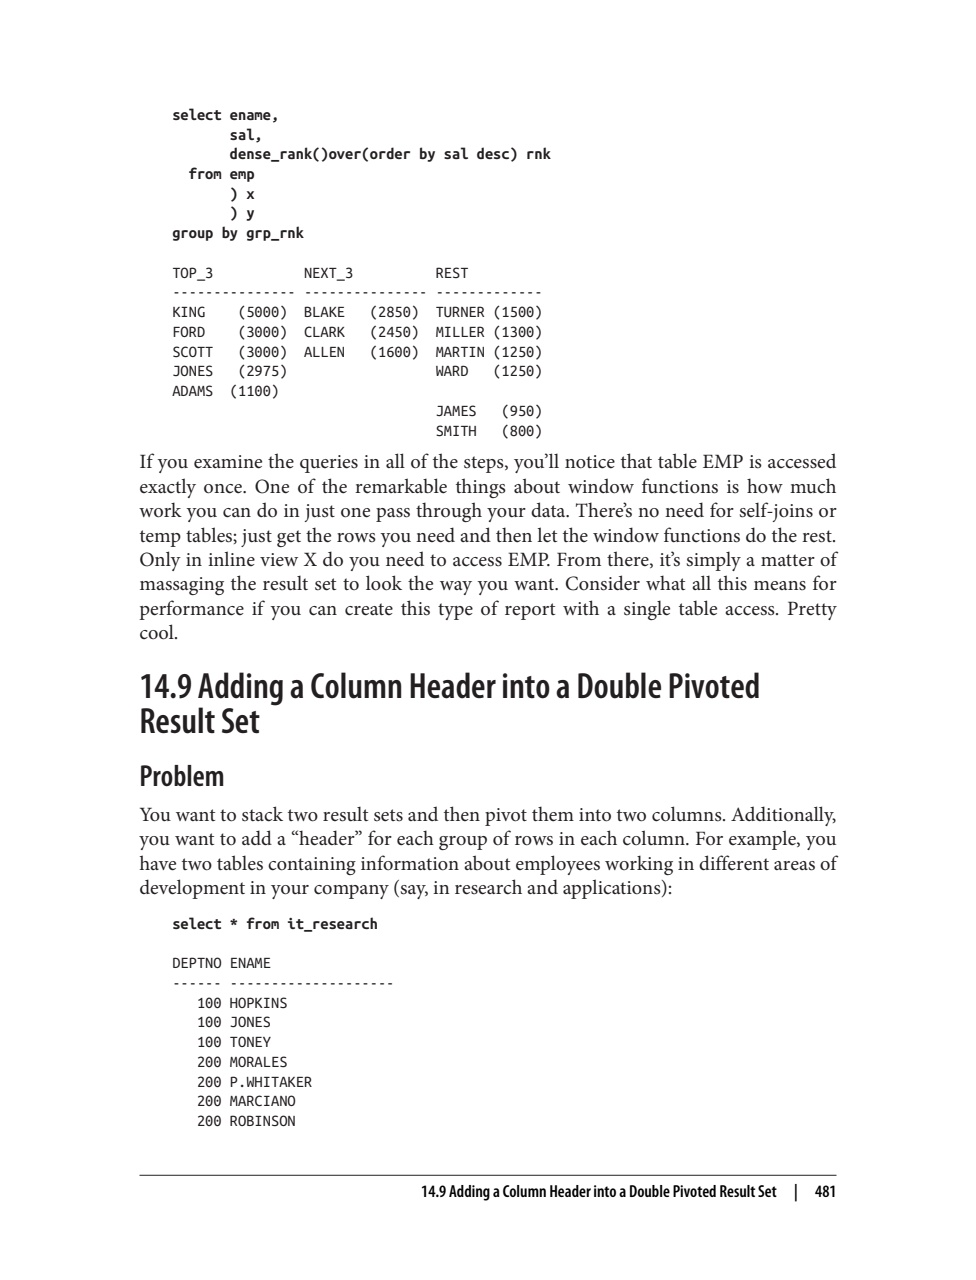 select ename,
       sal,
       dense_rank()over(order by sal desc) rnk
  from emp
       ) x
       ) y
group by grp_rnk

TOP_3           NEXT_3          REST
--------------- --------------- -------------
KING    (5000)  BLAKE   (2850)  TURNER (1500)
FORD    (3000)  CLARK   (2450)  MILLER (1300)
SCOTT   (3000)  ALLEN   (1600)  MARTIN (1250)
JONES   (2975)                  WARD   (1250)
ADAMS  (1100)
                                JAMES   (950)
                                SMITH   (800)
If you examine the queries in all of the steps, you’ll notice that table EMP is accessed
exactly once. One of the remarkable things about window functions is how much
work you can do in just one pass through your data. There’s no need for self-joins or
temp tables; just get the rows you need and then let the window functions do the rest.
Only in inline view X do you need to access EMP. From there, it’s simply a matter of
massaging the result set to look the way you want. Consider what all this means for
performance if you can create this type of report with a single table access. Pretty
cool.
14.9 Adding a Column Header into a Double Pivoted
Result Set
Problem
You want to stack two result sets and then pivot them into two columns. Additionally,
you want to add a “header” for each group of rows in each column. For example, you
have two tables containing information about employees working in different areas of
development in your company (say, in research and applications):
select * from it_research

DEPTNO ENAME
------ --------------------
   100 HOPKINS
   100 JONES
   100 TONEY
   200 MORALES
   200 P.WHITAKER
   200 MARCIANO
   200 ROBINSON
14.9 Adding a Column Header into a Double Pivoted Result Set | 481